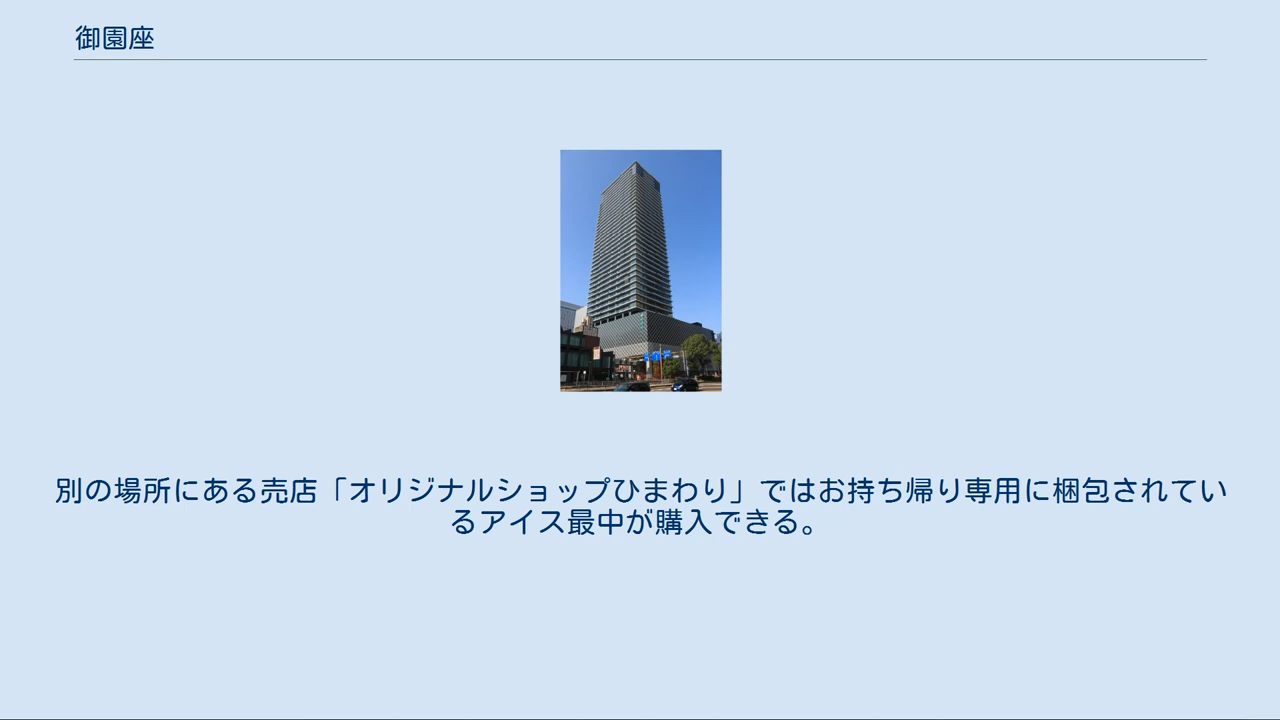 御園座
別の場所にある売店「オリジナルショップひまわり」ではお持ち帰り専用に梱包されてい
るアイス最中が購入できる。